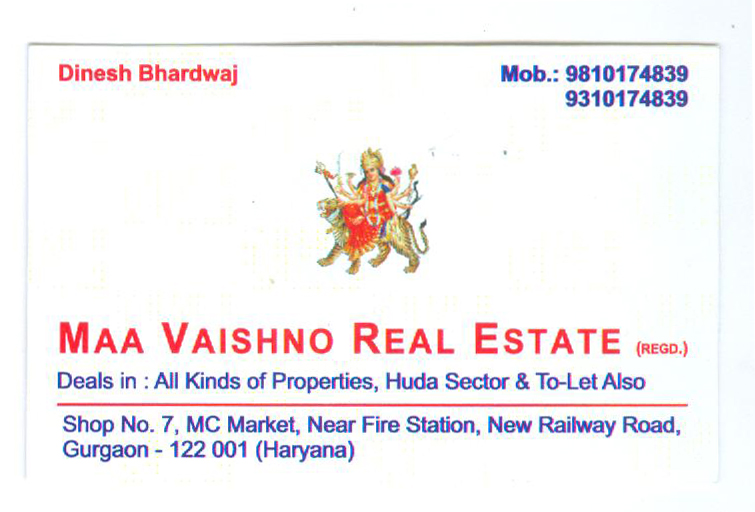 Dinesh Bhardwaj
Mob.: 9810174839
9310174839
MAA VAISHNO REAL ESTATE (REGD.)
Deals in : All Kinds of Properties, Huda Sector & To-Let Also
Shop No. 7, MC Market, Near Fire Station, New Railway Road,
Gurgaon - 122 001 (Haryana)